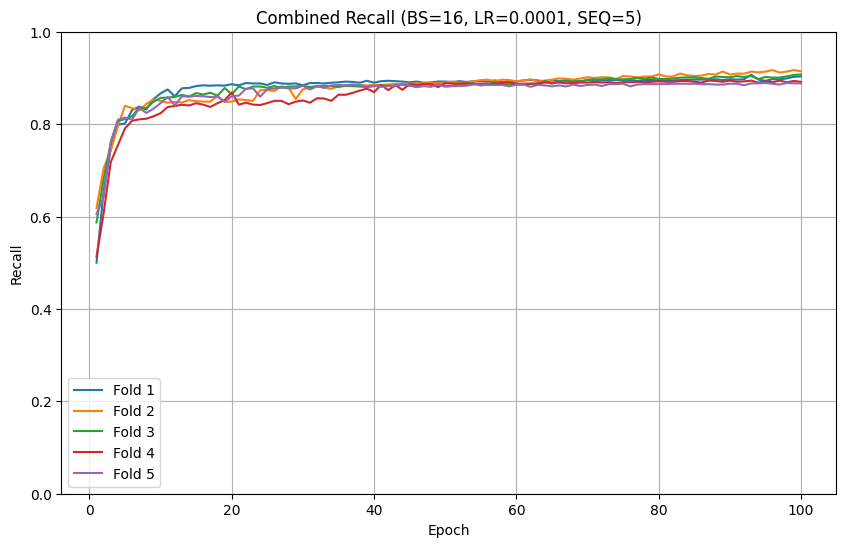 Combined Recall (BS=16, LR=0.0001, SEQ=5)
1.0
0.8
0.6
0.4
0.2
0.0
Recall
Fold 1
Fold 2
Fold 3
Fold 4
Fold 5
0 20 40 60 80 100
Epoch